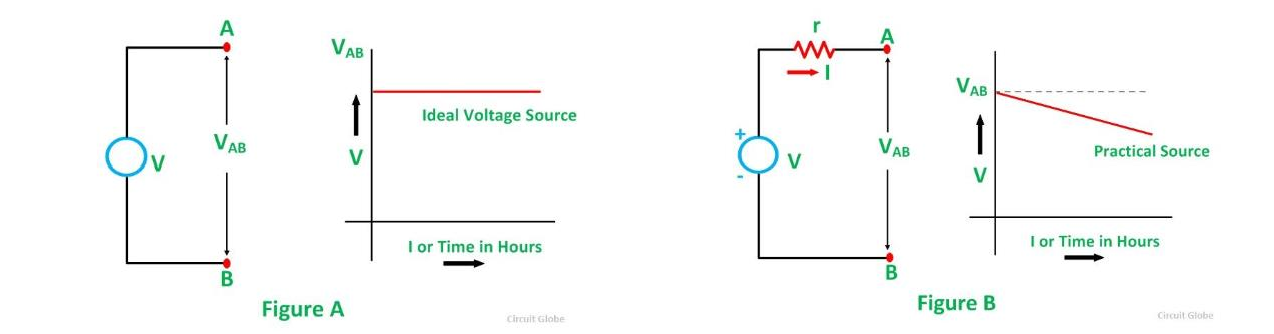 A
V
VAB
B
VAB
V
Ideal Voltage Source
I or Time in Hours
Figure A
Circuit Globe
r
I
A
+
V
-
VAB
B
VAB
V
Practical Source
I or Time in Hours
Figure B
Circuit Globe